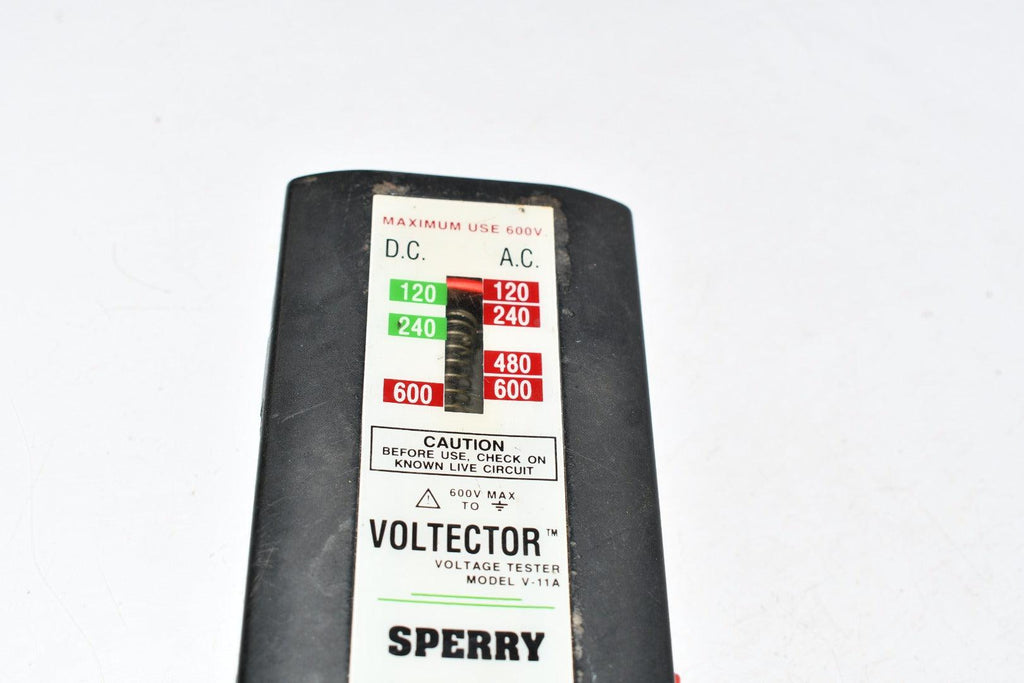 MAXIMUM USE 600V
D.C. A.C.
120 120
240 240
480
600 600
CAUTION
BEFORE USE, CHECK ON
KNOWN LIVE CIRCUIT
600V MAX
TO
VOLTECTOR™
VOLTAGE TESTER
MODEL V-11A
SPERRY